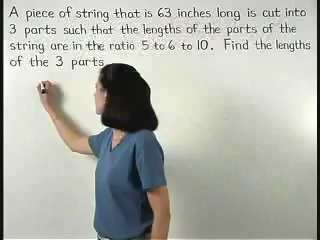 A piece of string that is 63 inches long is cut into
3 parts such that the lengths of the parts of the
string are in the ratio 5 to 6 to 10. Find the lengths
of the 3 parts